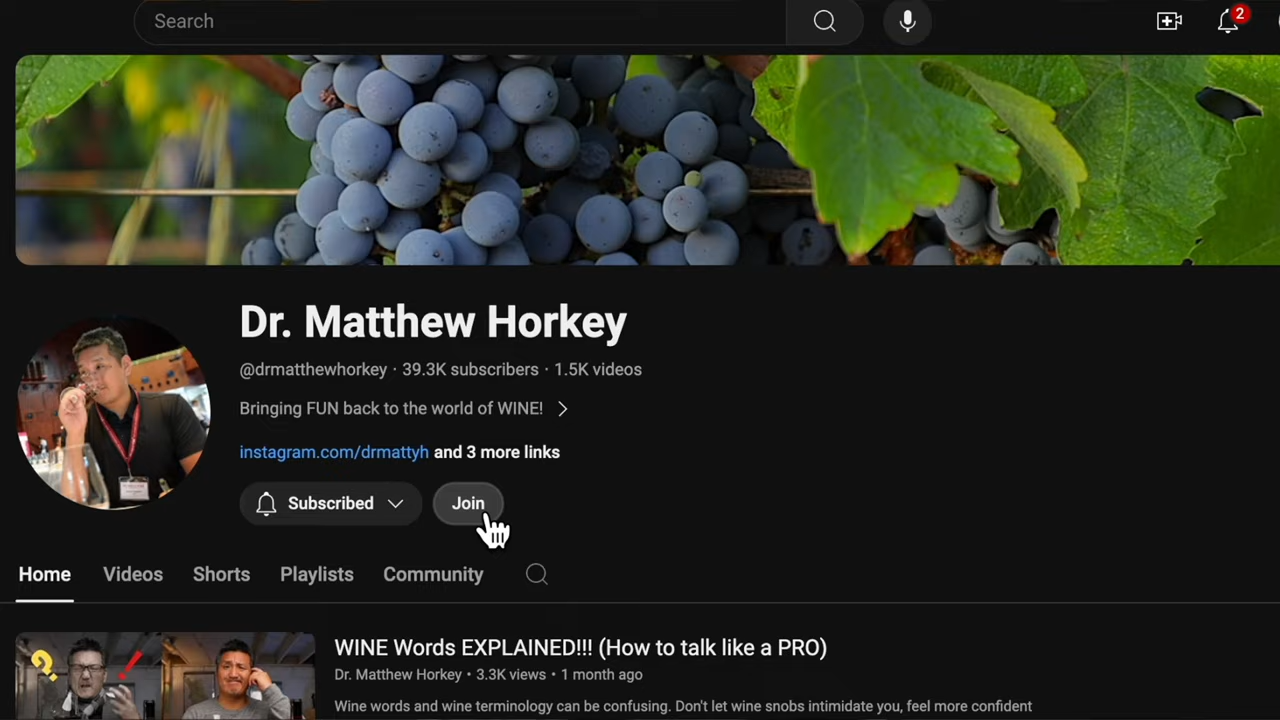 Search
2
Dr. Matthew Horkey
@drmatthewhorkey · 39.3K subscribers · 1.5K videos
Bringing FUN back to the world of WINE!
instagram.com/drmattyh and 3 more links
Subscribed
Join
Home Videos Shorts Playlists Community
WINE Words EXPLAINED!!! (How to talk like a PRO)
Dr. Matthew Horkey • 3.3K views • 1 month ago
Wine words and wine terminology can be confusing. Don't let wine snobs intimidate you, feel more confident